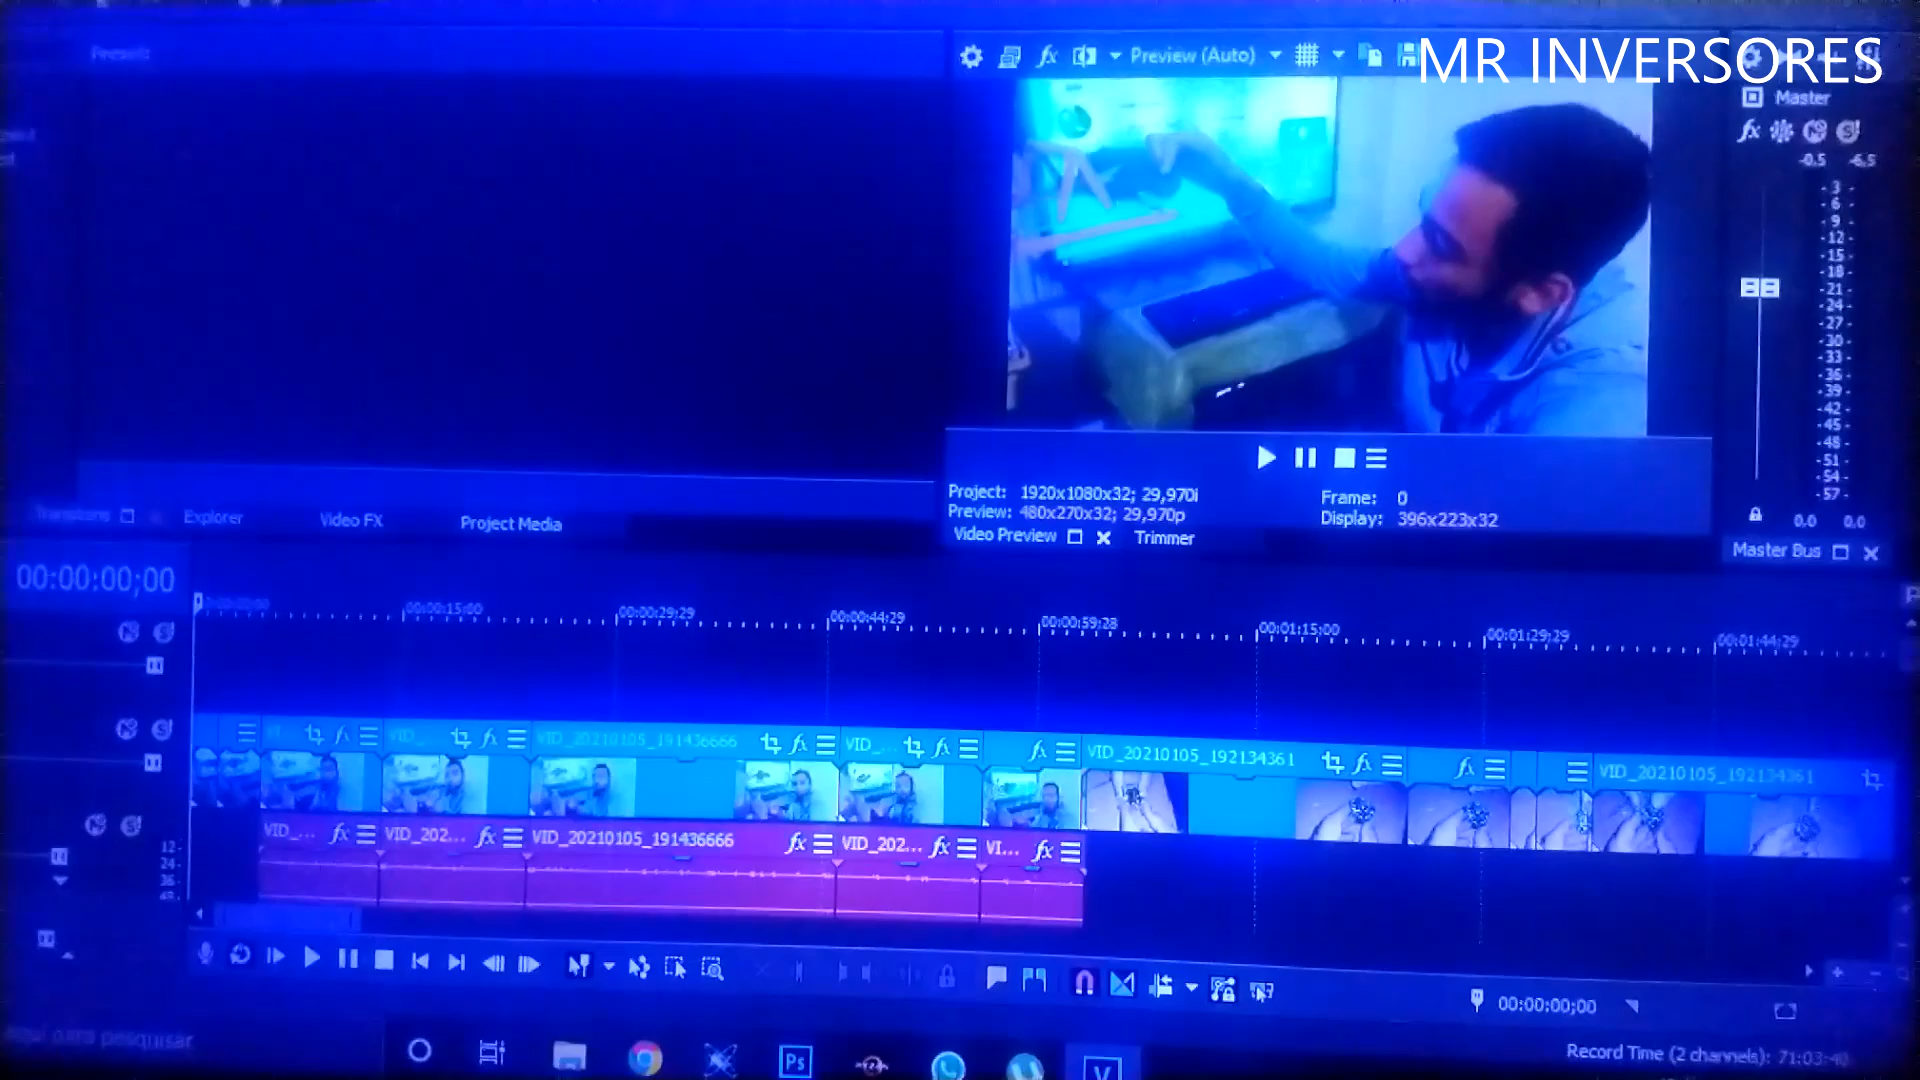 MR INVERSORES
Presets
Preview (Auto)
Master
-0.5 -6.5
- 3 -
- 6 -
- 9 -
- 12 -
- 15 -
- 18 -
- 21 -
- 24 -
- 27 -
- 30 -
- 33 -
- 36 -
- 39 -
- 42 -
- 45 -
- 48 -
- 51 -
- 54 -
- 57 -
0,0 0,0
Project: 1920x1080x32; 29,970i
Frame: 0
Preview: 480x270x32; 29,970p
Display: 396x223x32
Transitions Explorer Video FX Project Media
Video Preview Trimmer
Master Bus
00:00:00;00
00:00:15;00 00:00:29;29 00:00:44;29 00:00:59;28 00:01:15;00 00:01:29;29 00:01:44;29
VID_ VID_20210105_191436666 VID_... VID_20210105_192134361 VID_20210105_192134361
VID_... VID_202... VID_20210105_191436666 VID_202... VI...
12 -
24 -
36 -
48 -
00:00:00;00
aqui para pesquisar
Ps
V
Record Time (2 channels): 71:03:40